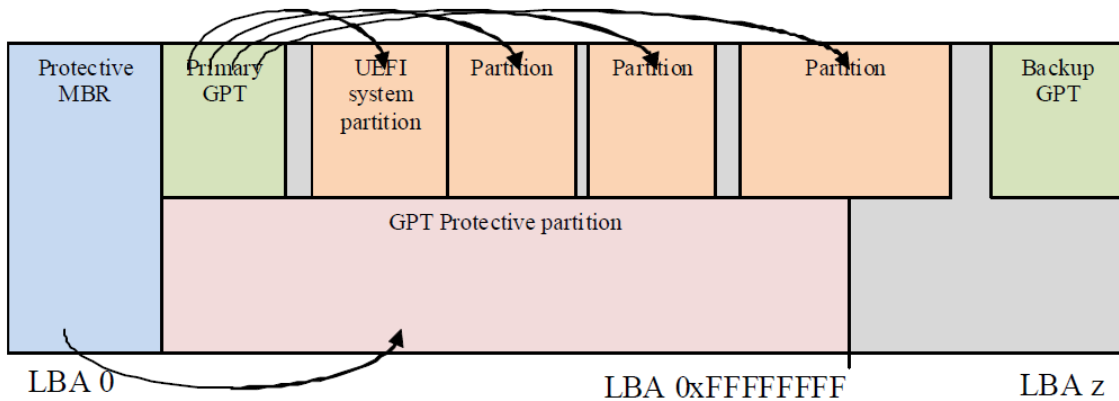 Protective
MBR
Primary
GPT
UEFI
system
partition
Partition
Partition
Partition
Backup
GPT
GPT Protective partition
LBA 0
LBA 0xFFFFFFFF
LBA z